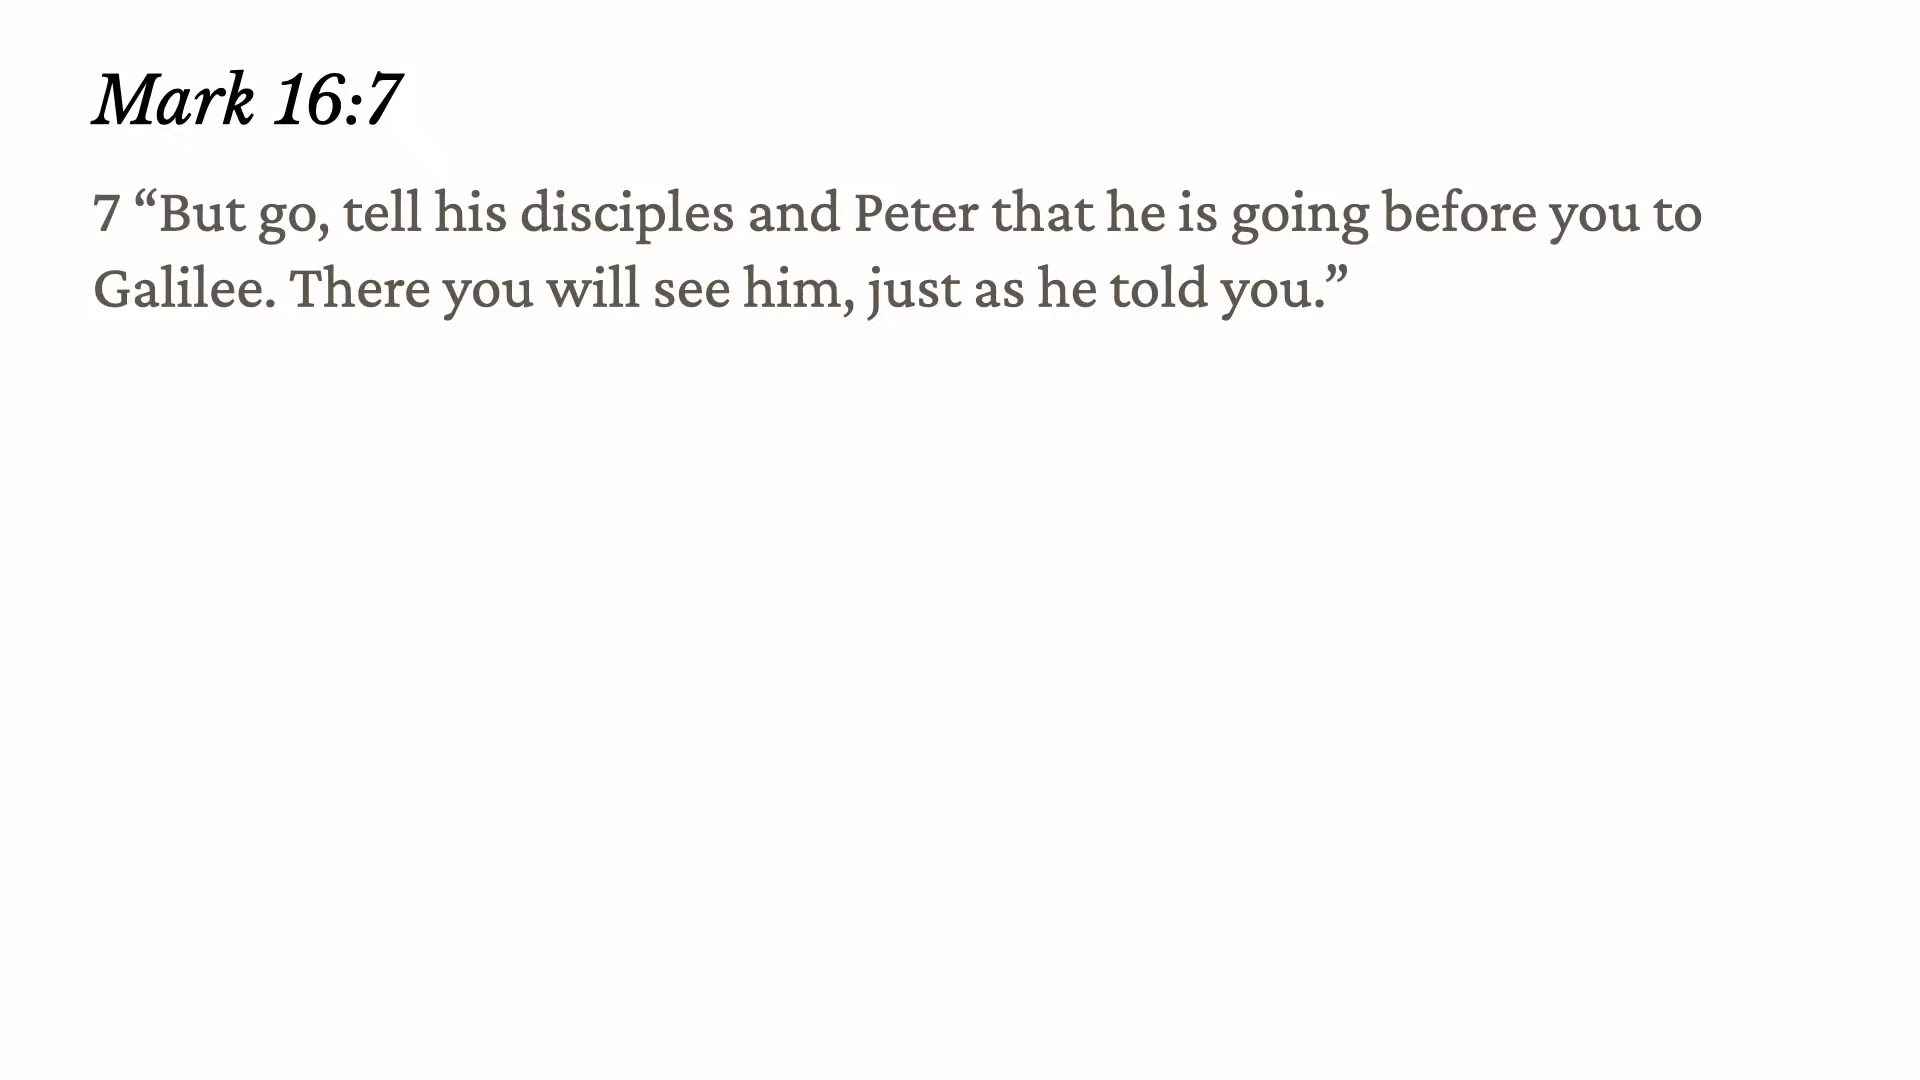 Mark 16:7
7 “But go, tell his disciples and Peter that he is going before you to
Galilee. There you will see him, just as he told you.”